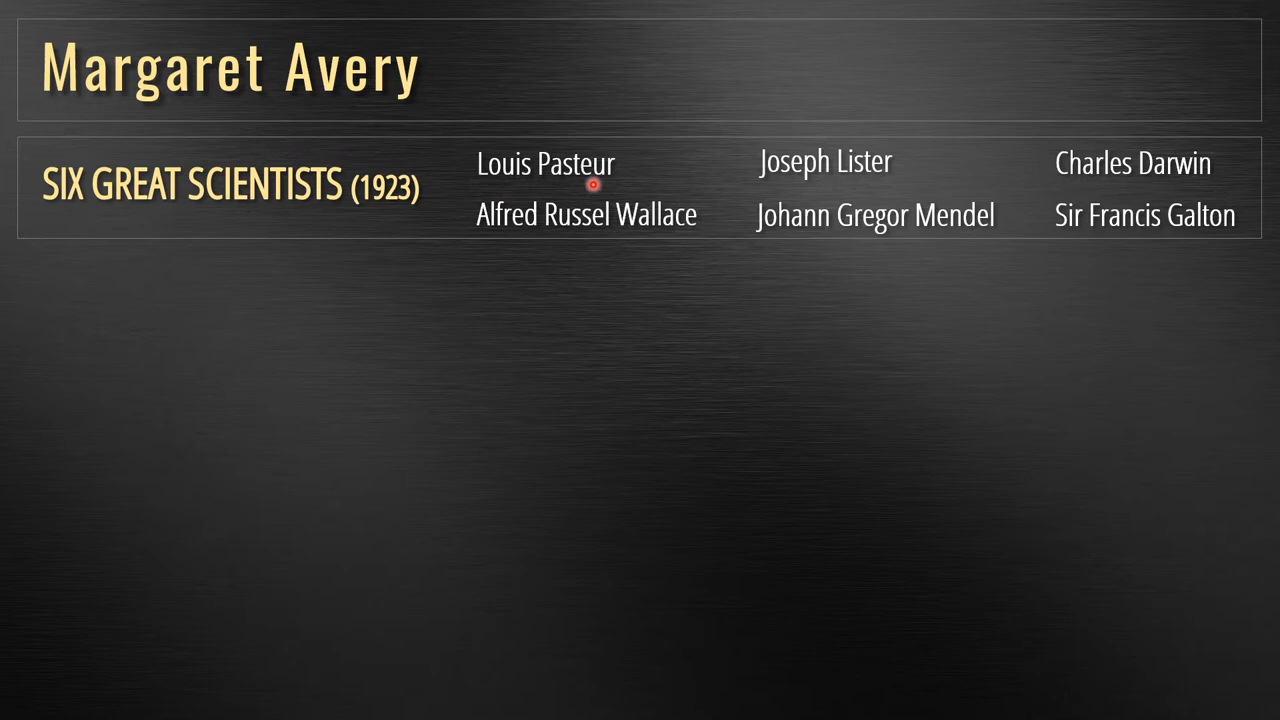 Margaret Avery
SIX GREAT SCIENTISTS (1923)
Louis Pasteur
Joseph Lister
Charles Darwin
Alfred Russel Wallace
Johann Gregor Mendel
Sir Francis Galton